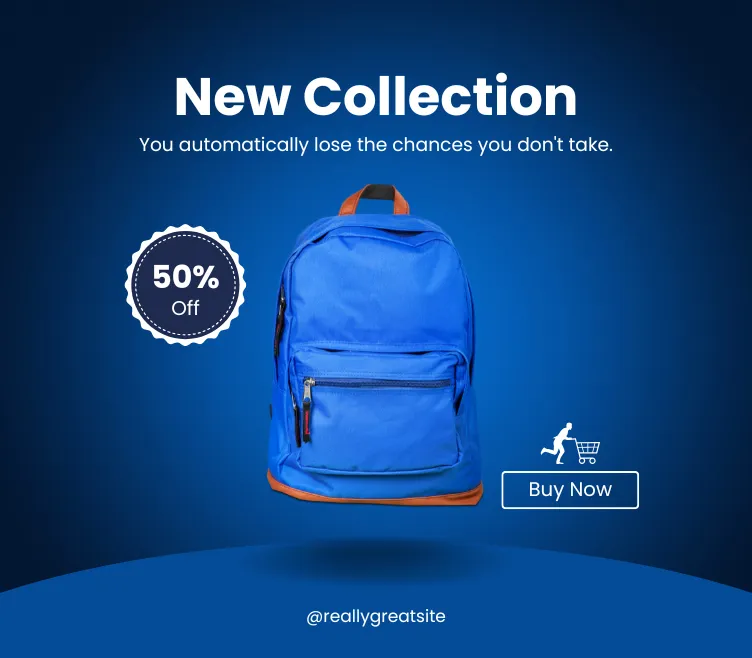 New Collection
You automatically lose the chances you don't take.
50%
Off
Buy Now
@reallygreatsite